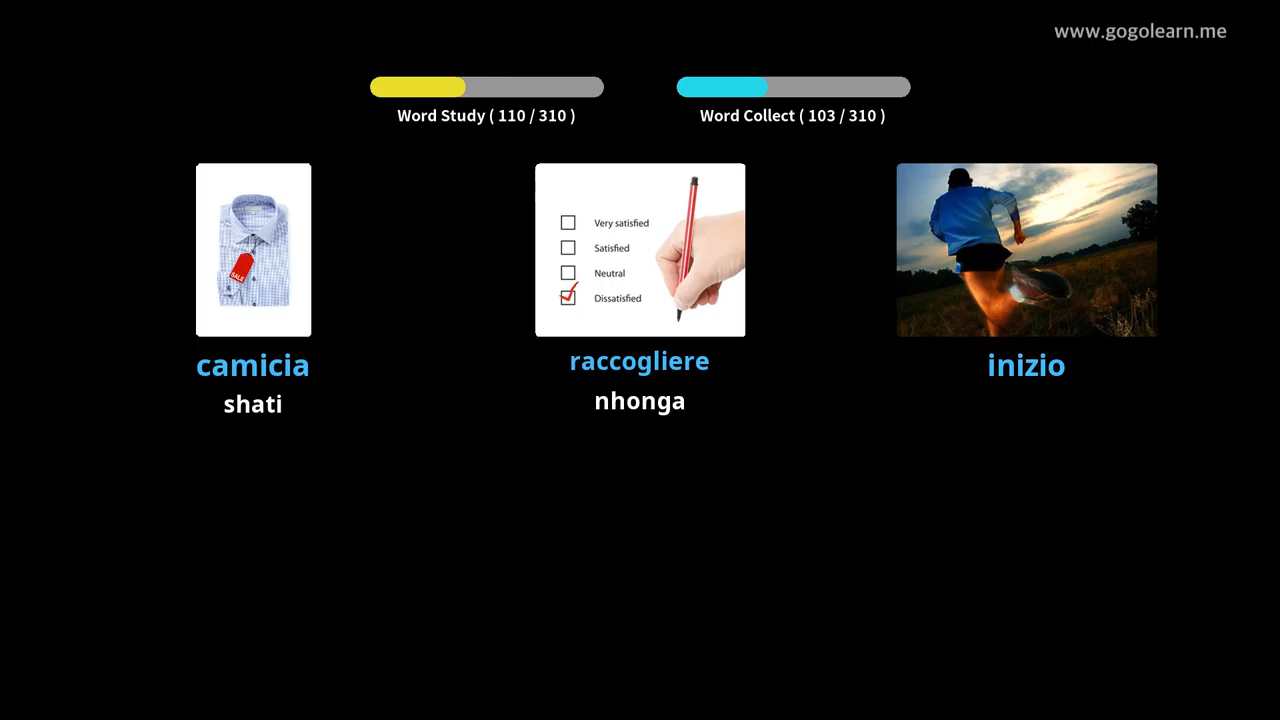 www.gogolearn.me
Word Study ( 110 / 310 )
Word Collect ( 103 / 310 )
SALE
Very satisfied
Satisfied
Neutral
Dissatisfied
camicia
shati
raccogliere
nhonga
inizio